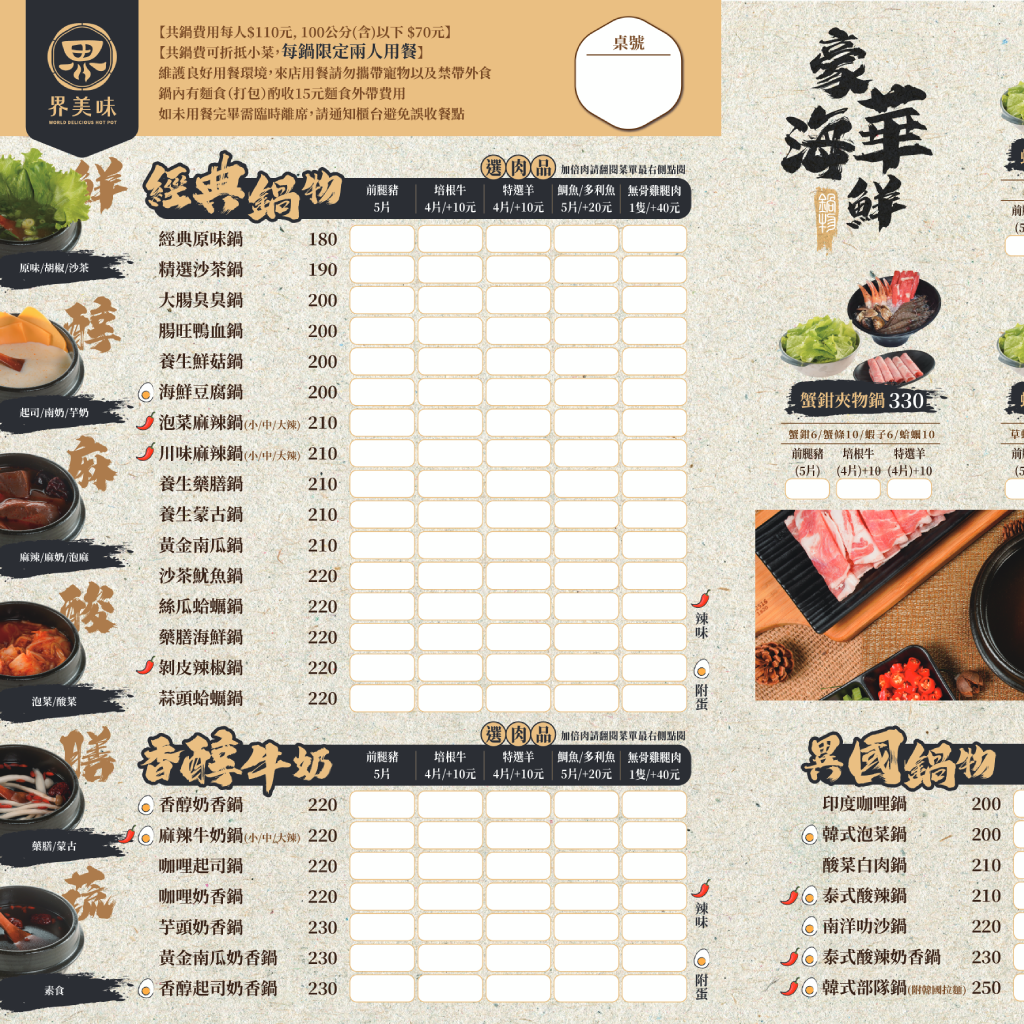 界美味
WORLD DELICIOUS HOT POT
【共鍋費用每人$110元, 100公分(含)以下 $70元】
【共鍋費可折抵小菜,每鍋限定兩人用餐】
維護良好用餐環境,來店用餐請勿攜帶寵物以及禁帶外食
鍋內有麵食(打包)酌收15元麵食外帶費用
如未用餐完畢需臨時離席,請通知櫃台避免誤收餐點
桌號
鮮
原味/胡椒/沙茶
醇
起司/南奶/芋奶
麻
麻辣/麻奶/泡麻
酸
泡菜/酸菜
膳
藥膳/蒙古
蔬
素食
經典鍋物
選肉品 加倍肉請翻閱菜單最右側點閱
前腿豬 培根牛 特選羊 鯛魚/多利魚 無骨雞腿肉
5片 4片/+10元 4片/+10元 5片/+20元 1隻/+40元
經典原味鍋 180
精選沙茶鍋 190
大腸臭臭鍋 200
腸旺鴨血鍋 200
養生鮮菇鍋 200
海鮮豆腐鍋 200
泡菜麻辣鍋(小/中/大辣) 210
川味麻辣鍋(小/中/大辣) 210
養生藥膳鍋 210
養生蒙古鍋 210
黃金南瓜鍋 210
沙茶魷魚鍋 220
絲瓜蛤蠣鍋 220
藥膳海鮮鍋 220
剝皮辣椒鍋 220
蒜頭蛤蠣鍋 220
辣味
附蛋
香醇牛奶
選肉品 加倍肉請翻閱菜單最右側點閱
前腿豬 培根牛 特選羊 鯛魚/多利魚 無骨雞腿肉
5片 4片/+10元 4片/+10元 5片/+20元 1隻/+40元
香醇奶香鍋 220
麻辣牛奶鍋(小/中/大辣) 220
咖哩起司鍋 220
咖哩奶香鍋 220
芋頭奶香鍋 230
黃金南瓜奶香鍋 230
香醇起司奶香鍋 230
辣味
附蛋
豪華海鮮
鍋物
蟹鉗夾物鍋 330
蟹鉗6/蟹條10/蝦子6/蛤蠣10
前腿豬 培根牛 特選羊
(5片) (4片)+10 (4片)+10
異國鍋物
印度咖哩鍋 200
韓式泡菜鍋 200
酸菜白肉鍋 210
泰式酸辣鍋 210
南洋叻沙鍋 220
泰式酸辣奶香鍋 230
韓式部隊鍋(附韓國拉麵) 250